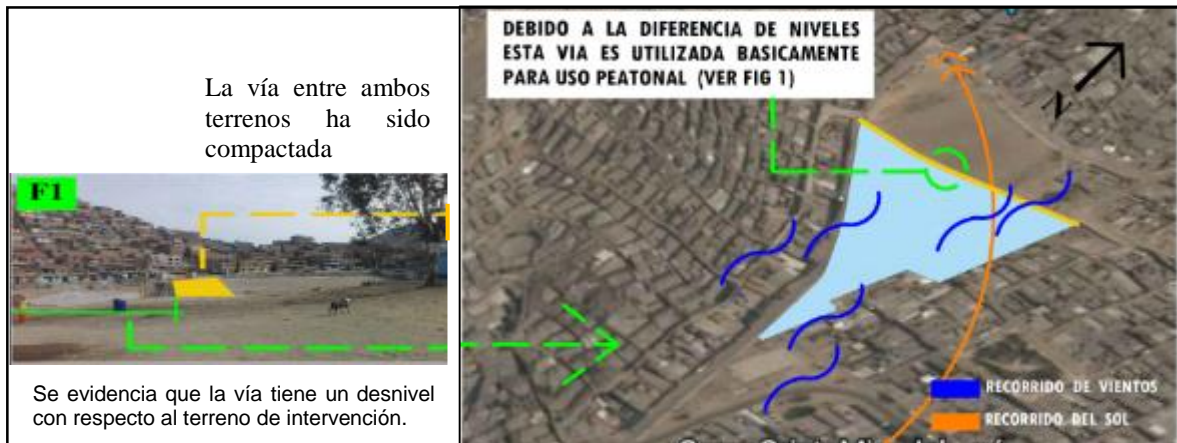 La vía entre ambos
terrenos ha sido
compactada
F1
Se evidencia que la vía tiene un desnivel
con respecto al terreno de intervención.
DEBIDO A LA DIFERENCIA DE NIVELES
ESTA VIA ES UTILIZADA BASICAMENTE
PARA USO PEATONAL (VER FIG 1)
N
RECORRIDO DE VIENTOS
RECORRIDO DEL SOL